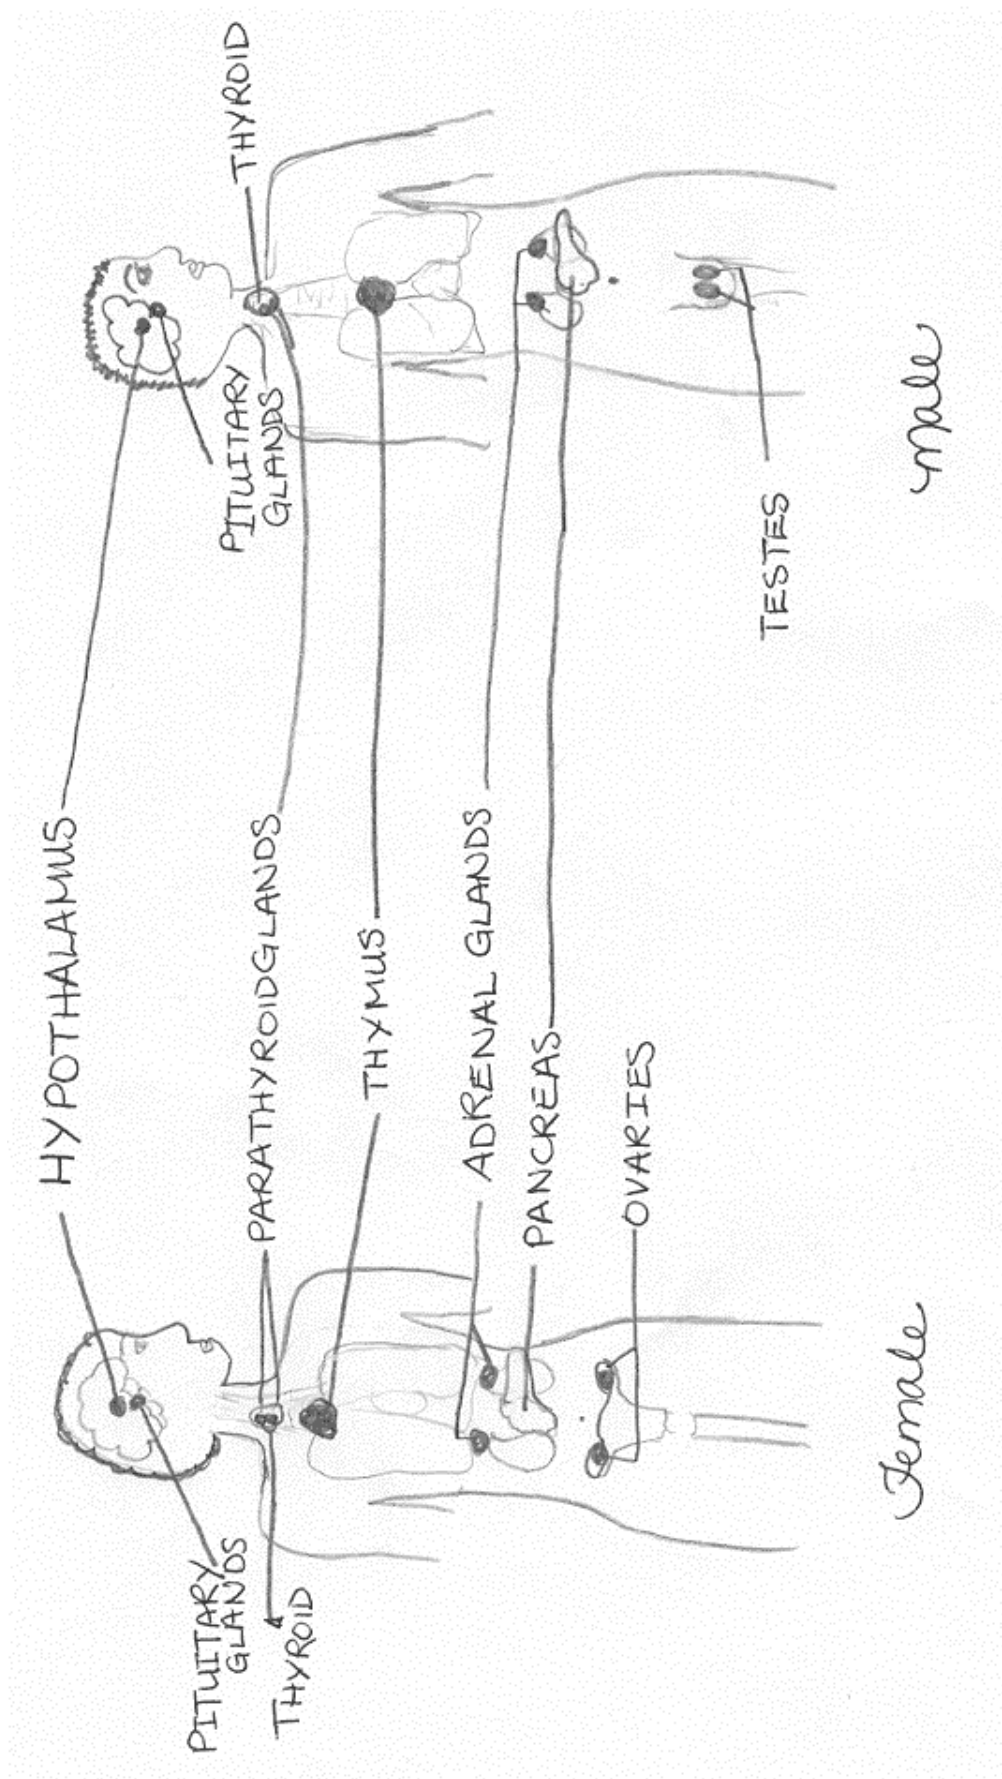 HYPOTHALAMUS
PITUITARY
GLANDS
THYROID
PITUITARY
GLANDS
THYROID
PARATHYROIDGLANDS
THYMUS
ADRENAL GLANDS
PANCREAS
OVARIES
TESTES
Female
male